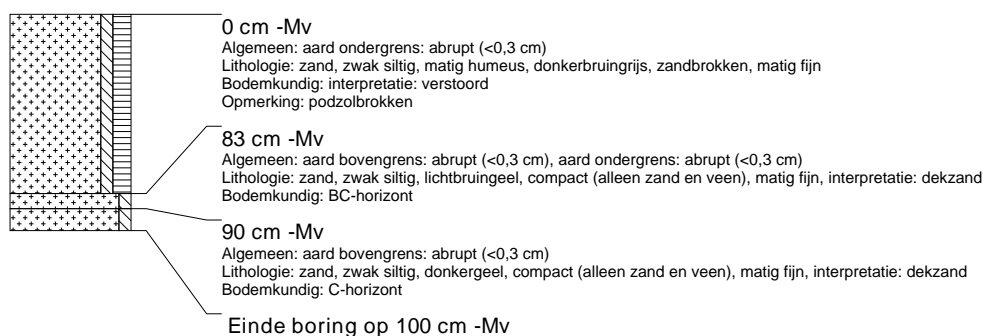 0 cm -Mv
Algemeen: aard ondergrens: abrupt (<0,3 cm)
Lithologie: zand, zwak siltig, matig humeus, donkerbruingrijs, zandbrokken, matig fijn
Bodemkundig: interpretatie: verstoord
Opmerking: podzolbrokken
83 cm -Mv
Algemeen: aard bovengrens: abrupt (<0,3 cm), aard ondergrens: abrupt (<0,3 cm)
Lithologie: zand, zwak siltig, lichtbruingeel, compact (alleen zand en veen), matig fijn, interpretatie: dekzand
Bodemkundig: BC-horizont
90 cm -Mv
Algemeen: aard bovengrens: abrupt (<0,3 cm)
Lithologie: zand, zwak siltig, donkergeel, compact (alleen zand en veen), matig fijn, interpretatie: dekzand
Bodemkundig: C-horizont
Einde boring op 100 cm -Mv